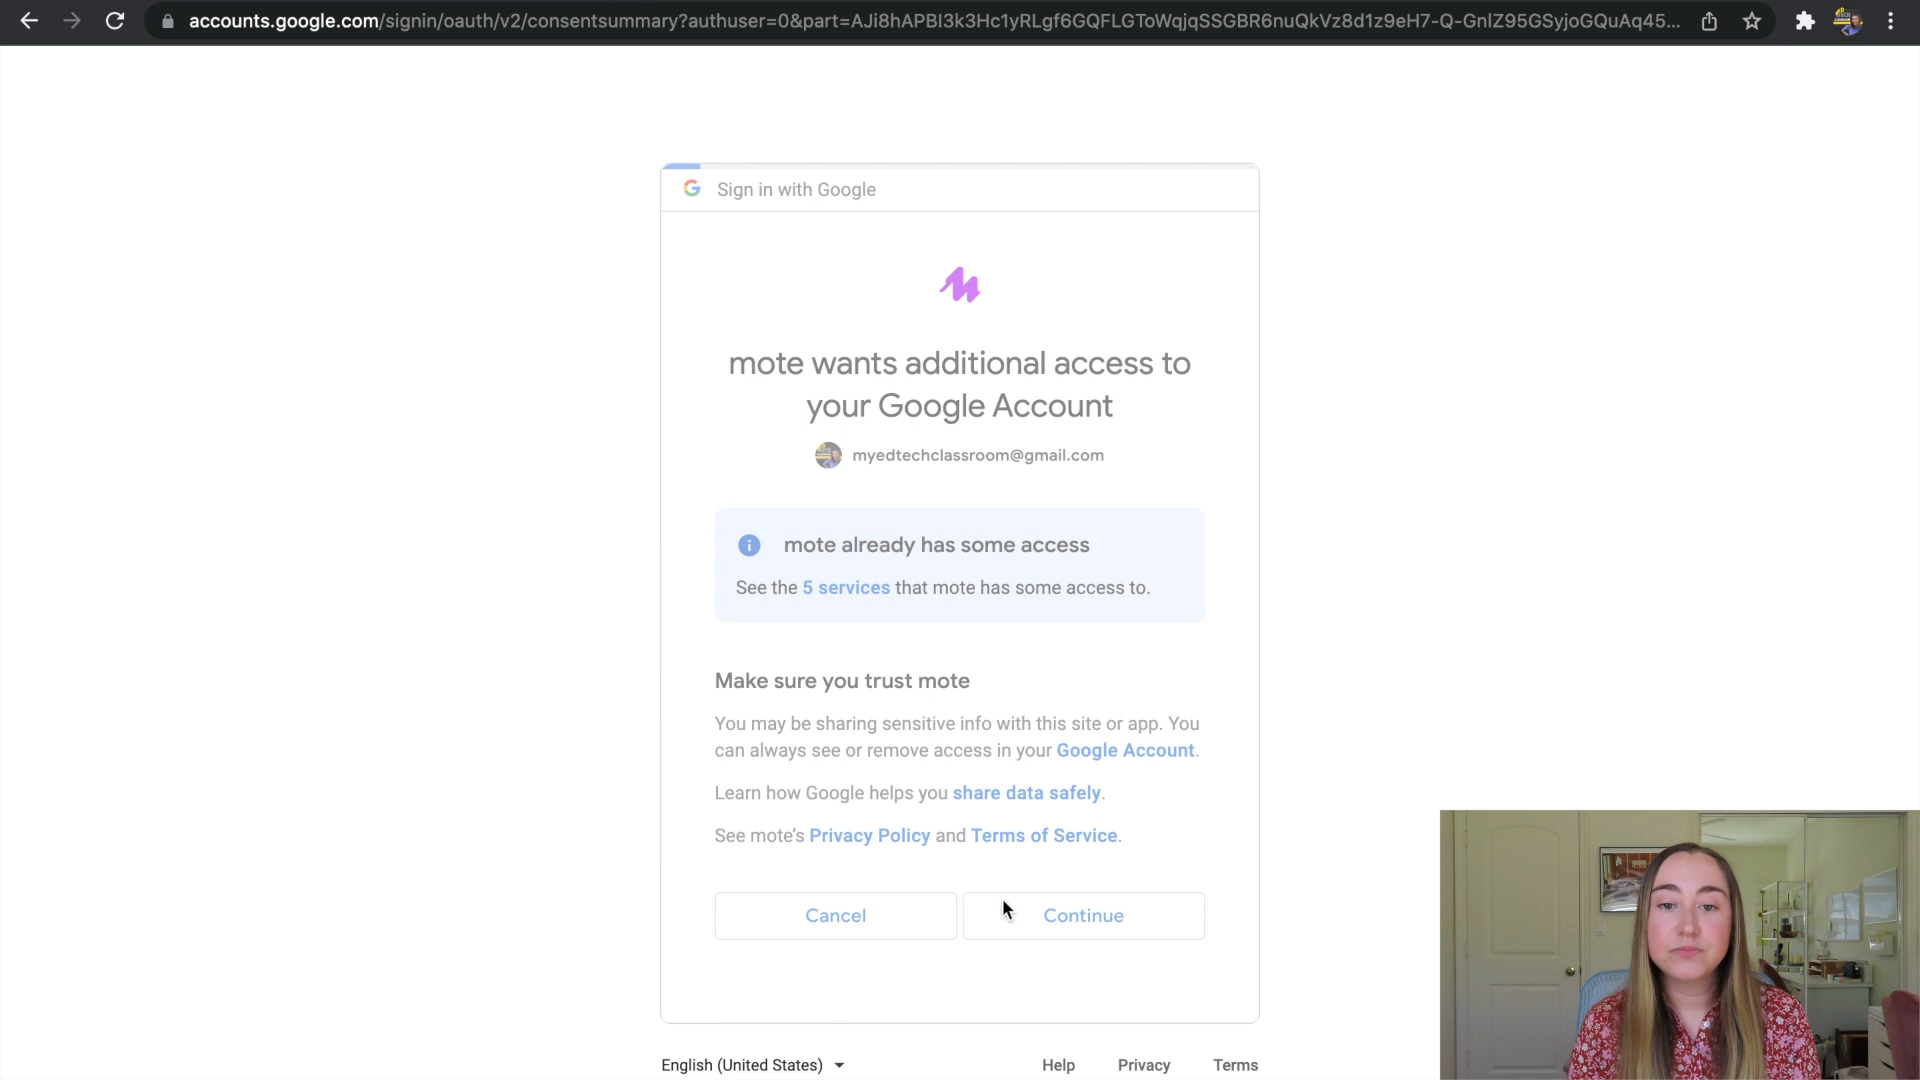 accounts.google.com/signin/oauth/v2/consentsummary?authuser=0&part=AJi8hAPBI3k3Hc1yRLgf6GQFLGToWqjqSSGBR6nuQkVz8d1z9eH7-Q-GnlZ95GSyjoGQuAq45...
Sign in with Google
mote wants additional access to
your Google Account
myedtechclassroom@gmail.com
mote already has some access
See the 5 services that mote has some access to.
Make sure you trust mote
You may be sharing sensitive info with this site or app. You
can always see or remove access in your Google Account.
Learn how Google helps you share data safely.
See mote's Privacy Policy and Terms of Service.
Cancel
Continue
English (United States)
Help
Privacy
Terms